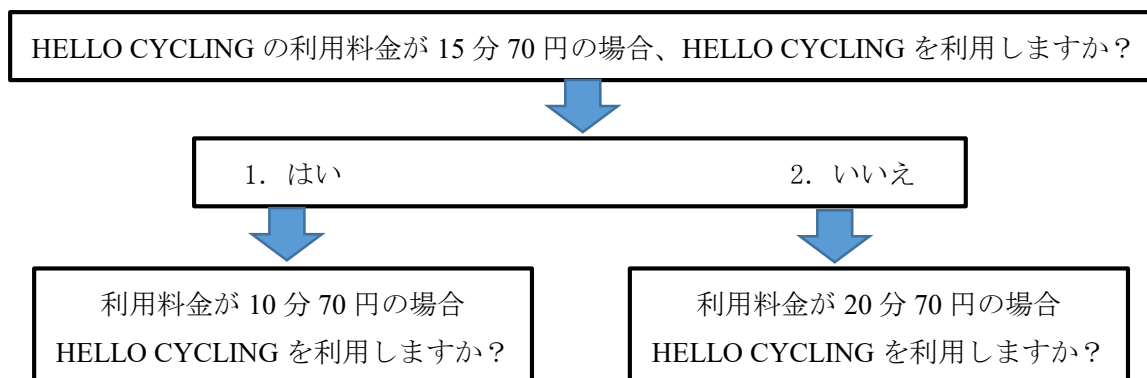 HELLO CYCLING の利用料金が 15 分 70 円の場合、HELLO CYCLING を利用しますか？
1. はい
2. いいえ
利用料金が 10 分 70 円の場合
HELLO CYCLING を利用しますか？
利用料金が 20 分 70 円の場合
HELLO CYCLING を利用しますか？